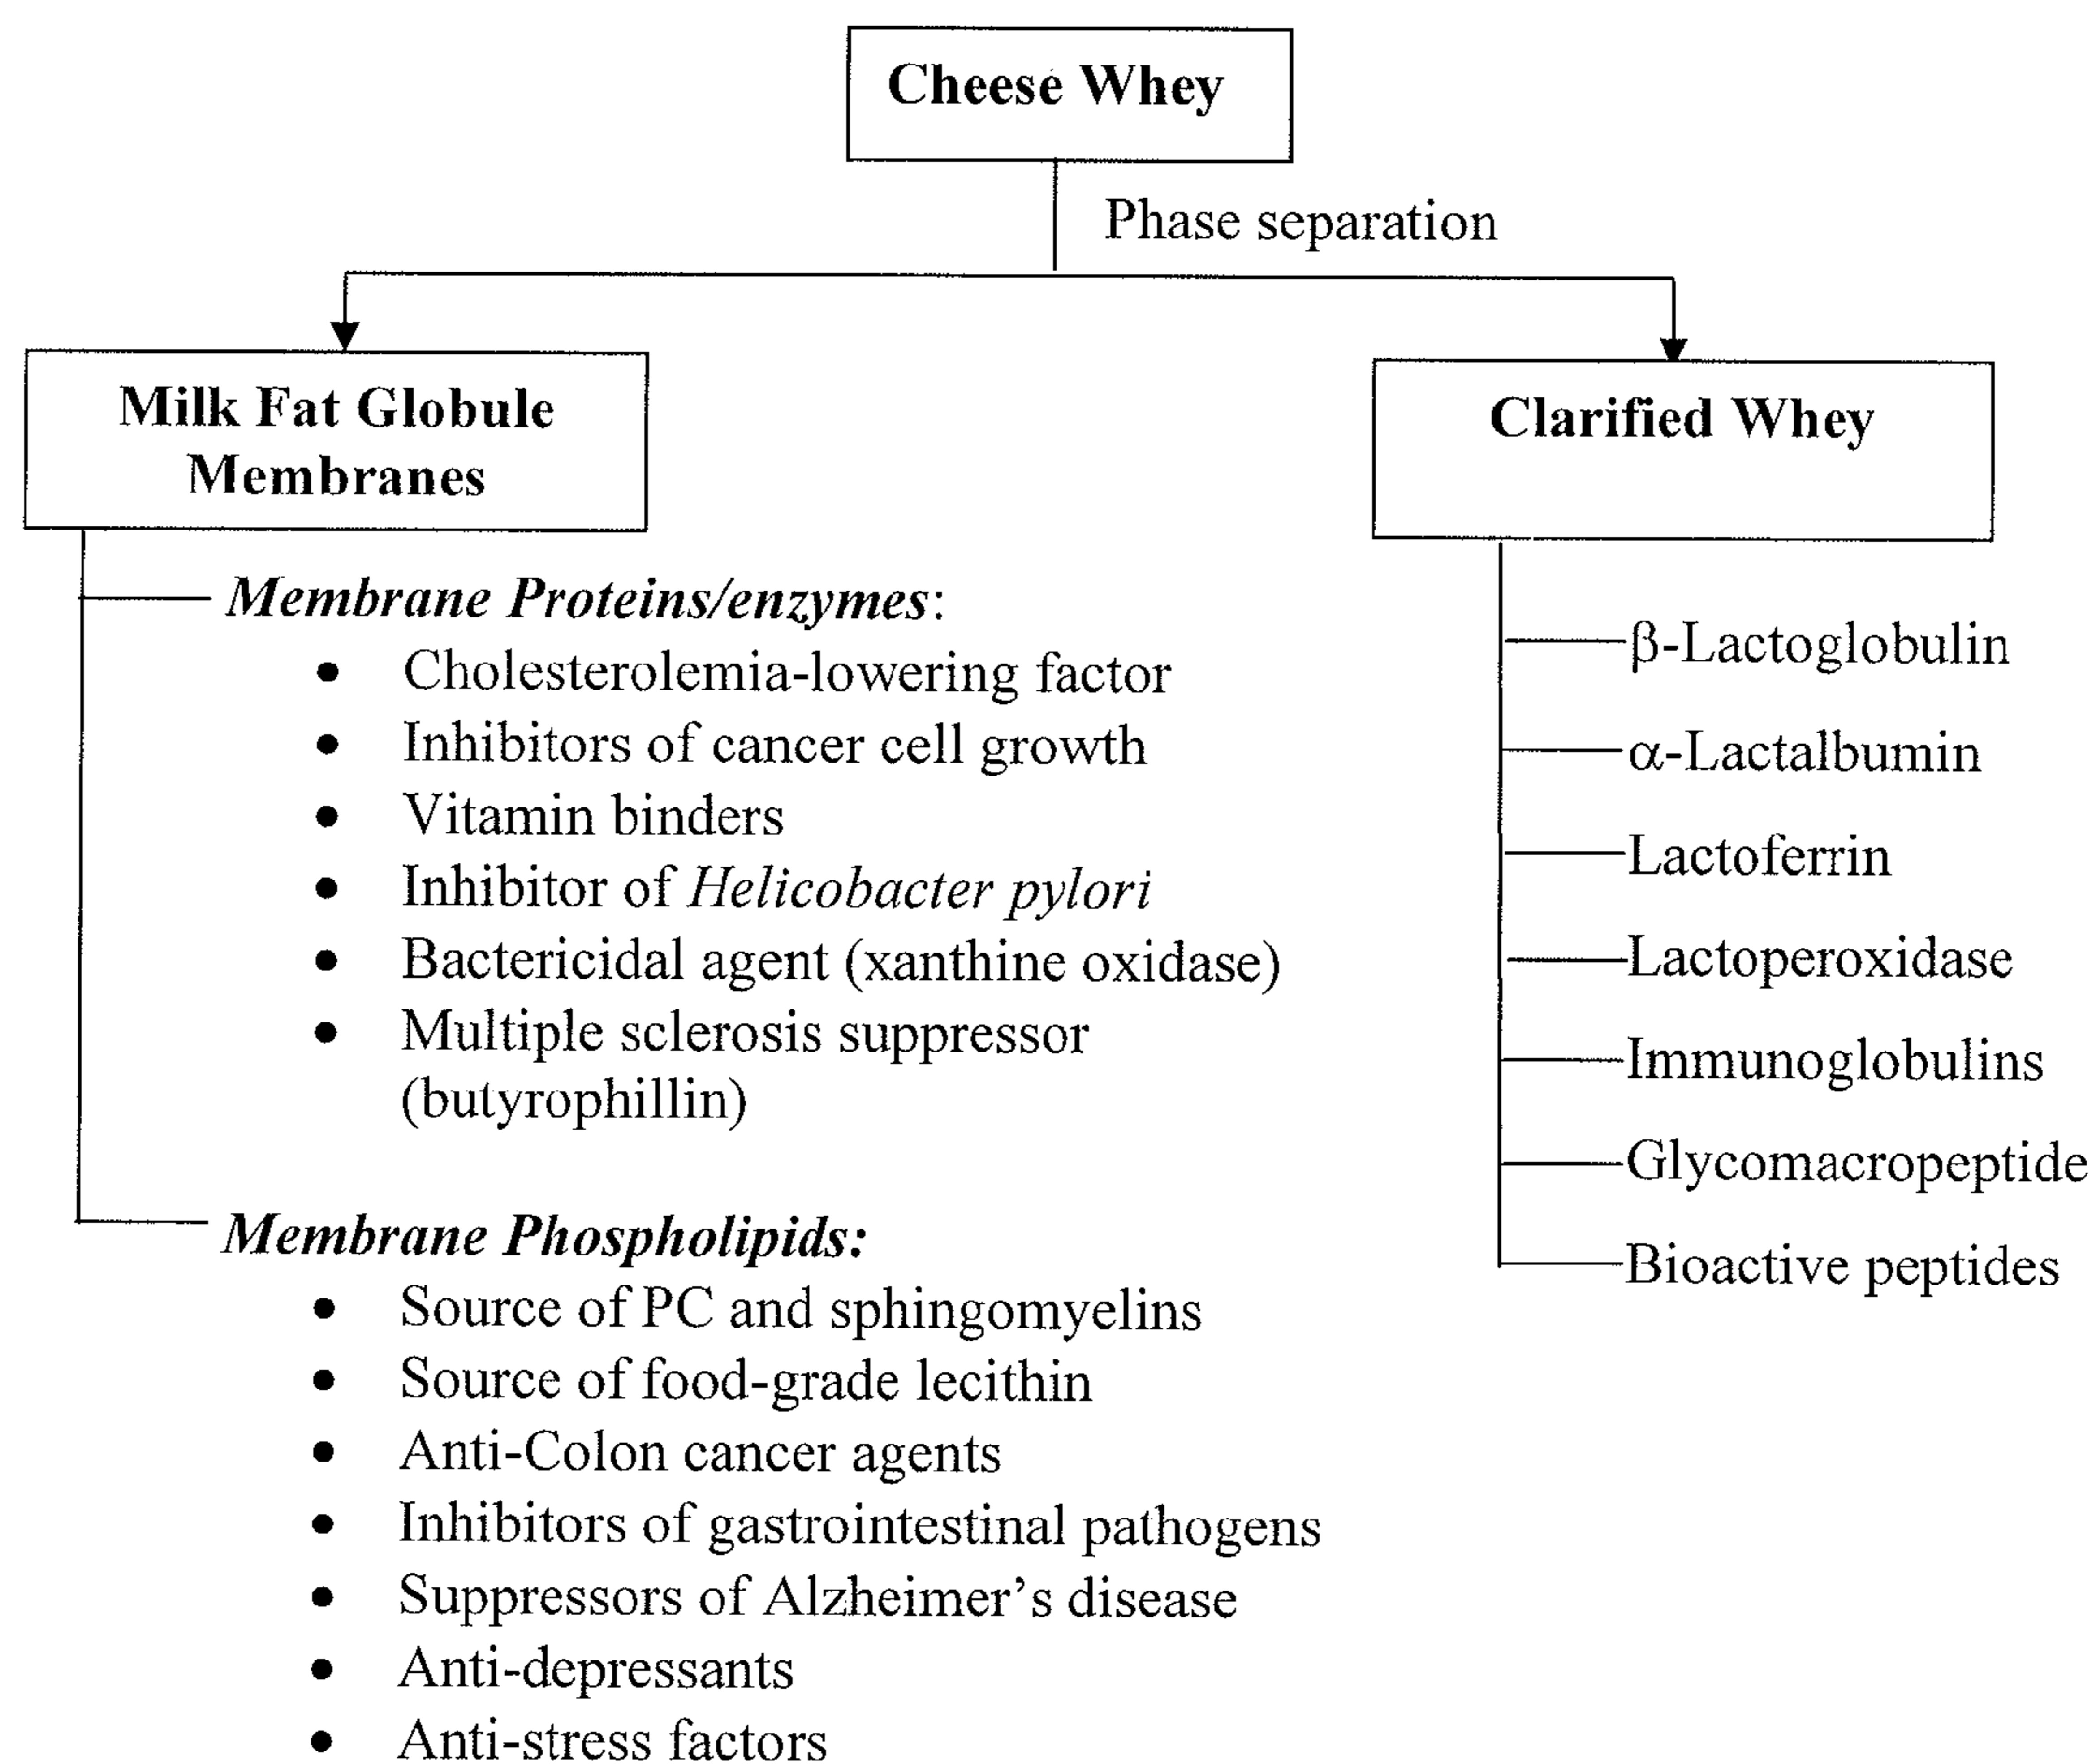 Cheese Whey
Phase separation
Milk Fat Globule
Membranes
Membrane Proteins/enzymes:
• Cholesterolemia-lowering factor
• Inhibitors of cancer cell growth
• Vitamin binders
• Inhibitor of Helicobacter pylori
• Bactericidal agent (xanthine oxidase)
• Multiple sclerosis suppressor
(butyrophillin)
Membrane Phospholipids:
• Source of PC and sphingomyelins
• Source of food-grade lecithin
• Anti-Colon cancer agents
• Inhibitors of gastrointestinal pathogens
• Suppressors of Alzheimer’s disease
• Anti-depressants
• Anti-stress factors
Clarified Whey
β-Lactoglobulin
α-Lactalbumin
Lactoferrin
Lactoperoxidase
Immunoglobulins
Glycomacropeptide
Bioactive peptides